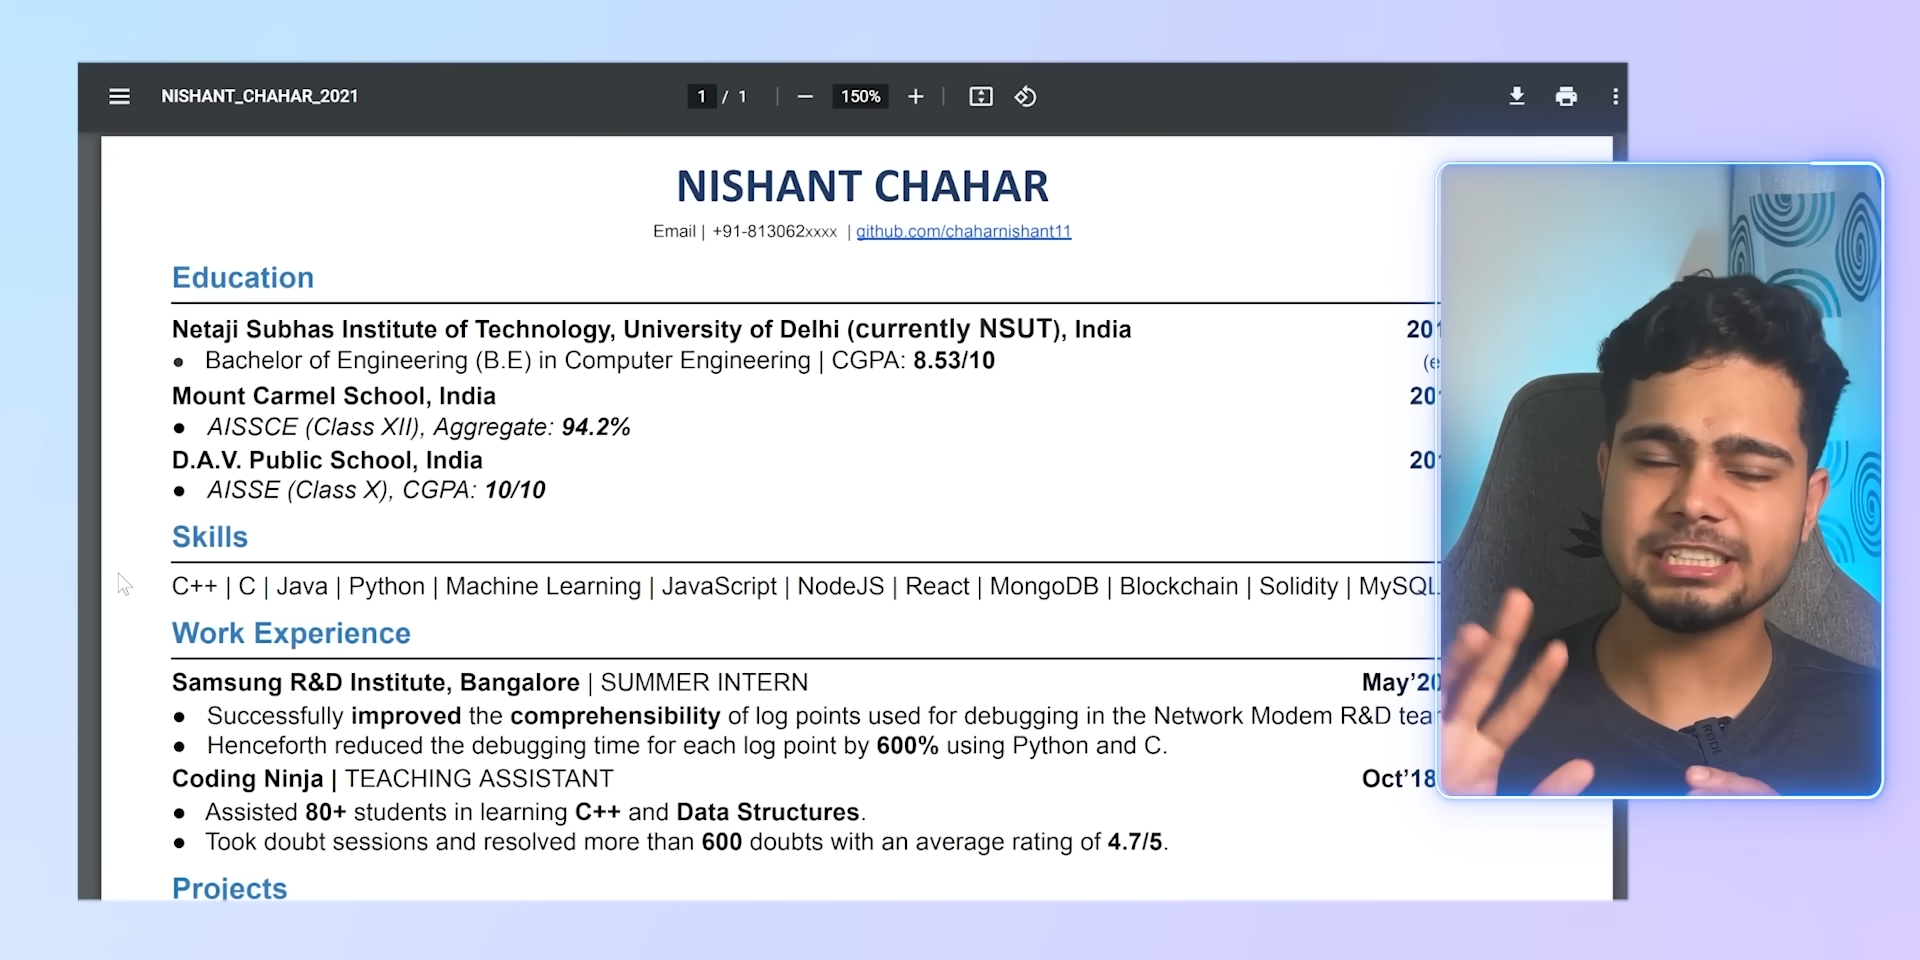 NISHANT_CHAHAR_2021
1 / 1
150%
NISHANT CHAHAR
Email | +91-813062xxxx | github.com/chaharnishant11
Education
Netaji Subhas Institute of Technology, University of Delhi (currently NSUT), India
● Bachelor of Engineering (B.E) in Computer Engineering | CGPA: 8.53/10
Mount Carmel School, India
● AISSCE (Class XII), Aggregate: 94.2%
D.A.V. Public School, India
● AISSE (Class X), CGPA: 10/10
Skills
C++ | C | Java | Python | Machine Learning | JavaScript | NodeJS | React | MongoDB | Blockchain | Solidity | MySQL
Work Experience
Samsung R&D Institute, Bangalore | SUMMER INTERN May'20
● Successfully improved the comprehensibility of log points used for debugging in the Network Modem R&D
● Henceforth reduced the debugging time for each log point by 600% using Python and C.
Coding Ninja | TEACHING ASSISTANT Oct'18
● Assisted 80+ students in learning C++ and Data Structures.
● Took doubt sessions and resolved more than 600 doubts with an average rating of 4.7/5.
Projects
RØDE